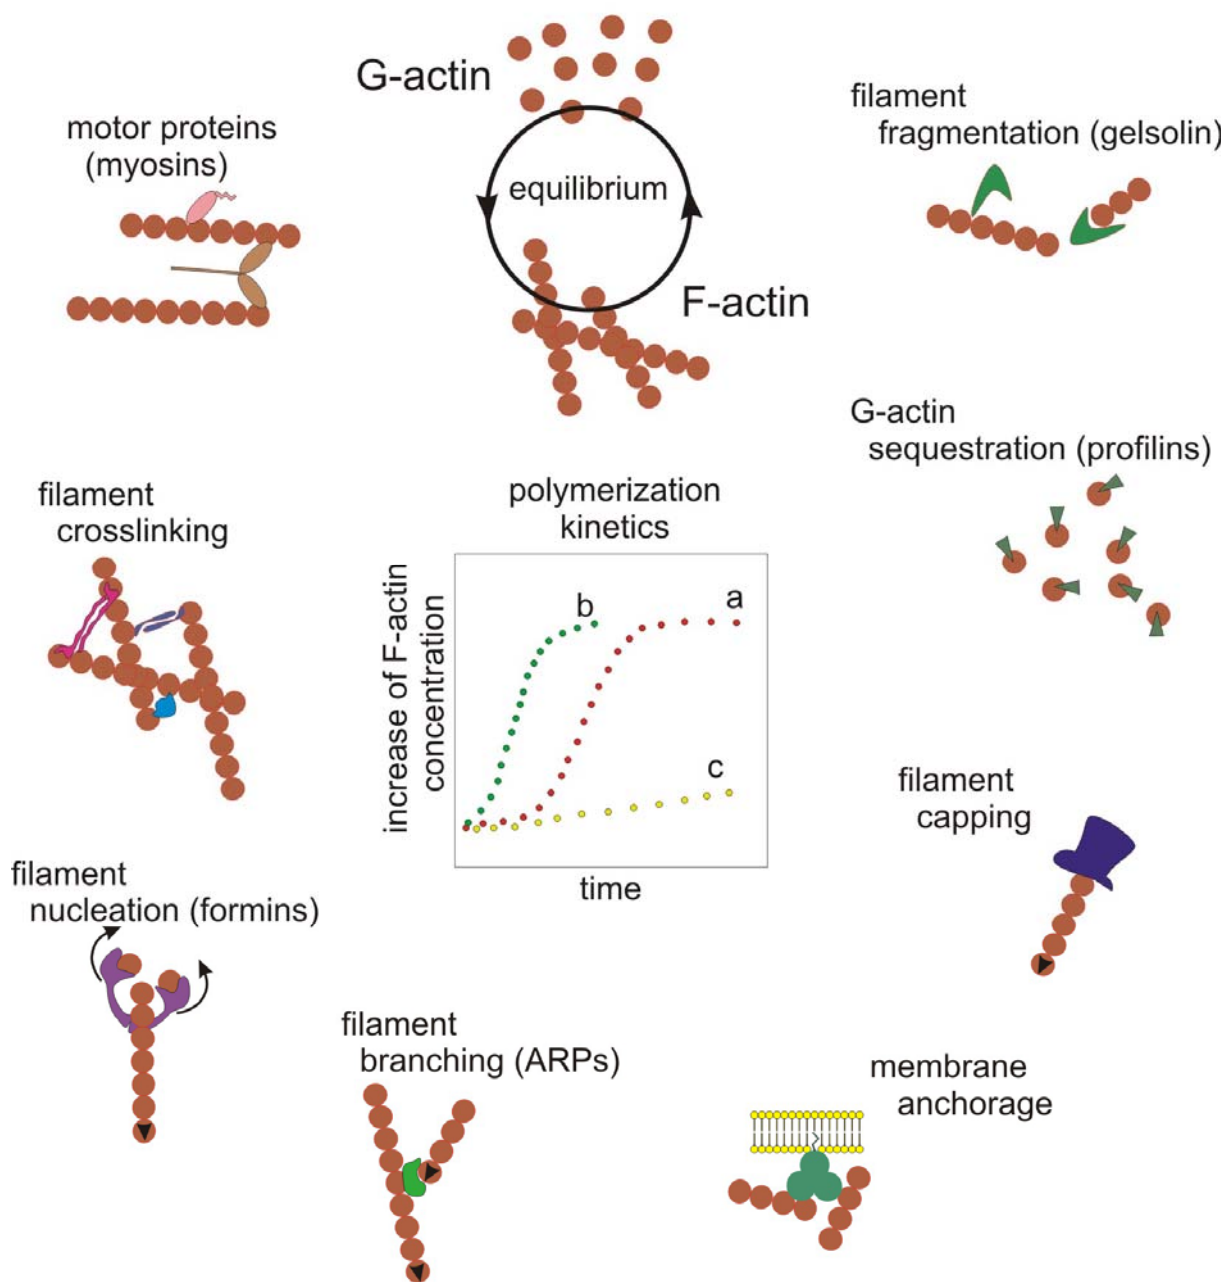 G-actin
equilibrium
F-actin
motor proteins
(myosins)
filament
fragmentation (gelsolin)
G-actin
sequestration (profilins)
filament
crosslinking
polymerization
kinetics
increase of F-actin
concentration
b
a
c
time
filament
capping
filament
nucleation (formins)
filament
branching (ARPs)
membrane
anchorage